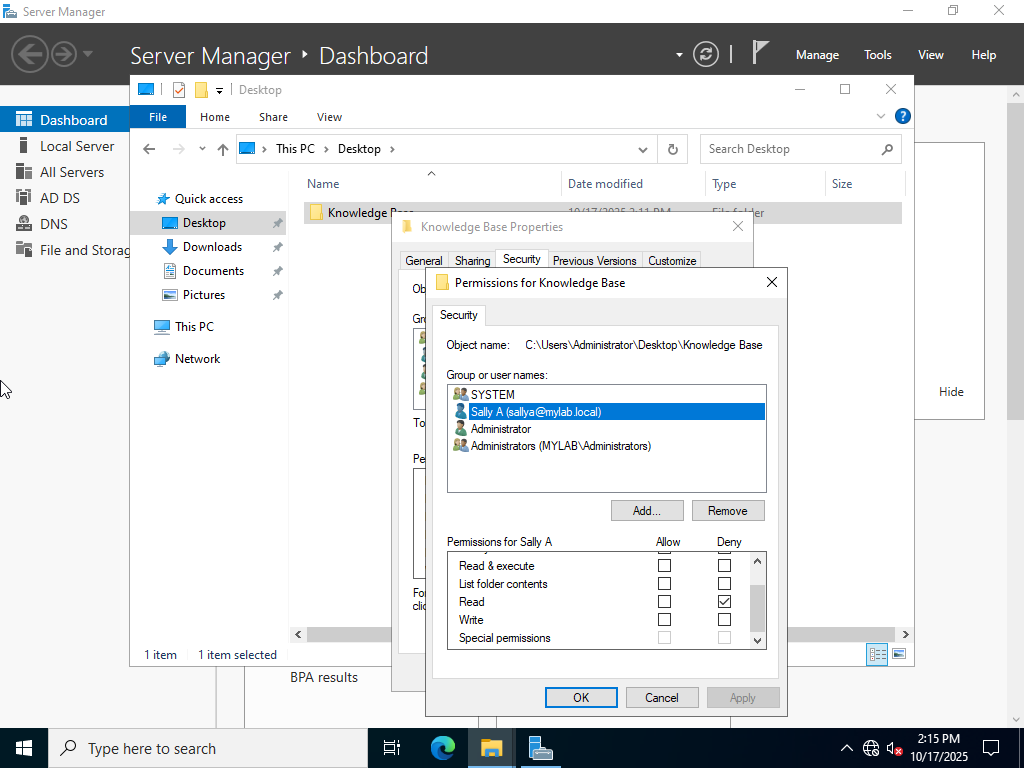 Server Manager
Server Manager ‣ Dashboard
Manage Tools View Help
Dashboard
Local Server
All Servers
AD DS
DNS
File and Storag
Desktop
File Home Share View
This PC Desktop
Search Desktop
Quick access
Desktop
Downloads
Documents
Pictures
This PC
Network
Name Date modified Type Size
Knowledge Base 10/17/2025 2:11 PM File folder
Knowledge Base Properties
General Sharing Security Previous Versions Customize
Permissions for Knowledge Base
Security
Object name: C:\Users\Administrator\Desktop\Knowledge Base
Group or user names:
SYSTEM
Sally A (sallya@mylab.local)
Administrator
Administrators (MYLAB\Administrators)
Add... Remove
Permissions for Sally A Allow Deny
Read & execute
List folder contents
Read
Write
Special permissions
OK Cancel Apply
Hide
1 item 1 item selected
BPA results
Type here to search
2:15 PM
10/17/2025